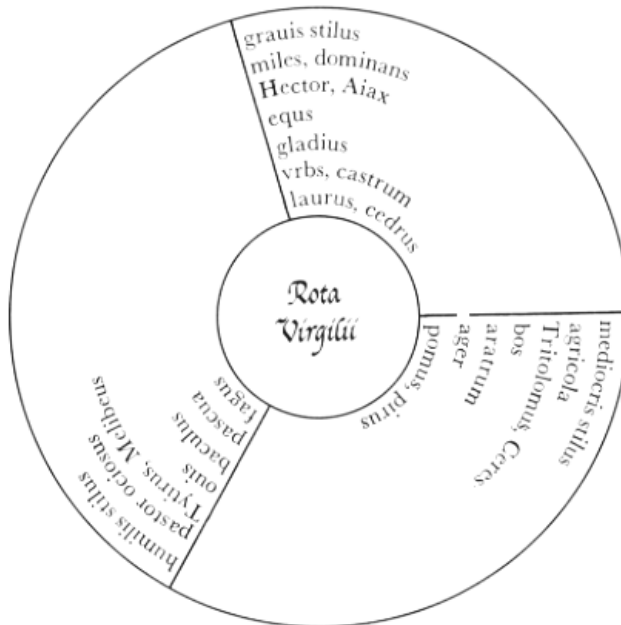 grauis stilus
miles, dominans
Hector, Aiax
equs
gladius
vrbs, castrum
laurus, cedrus
Rota
Virgilii
mediocris stilus
agricola
Tritolomus, Ceres
bos
aratrum
ager
pomus, pirus
humilis stilus
pastor ociosus
Tytirus, Melibeus
ouis
baculus
pascua
fagus